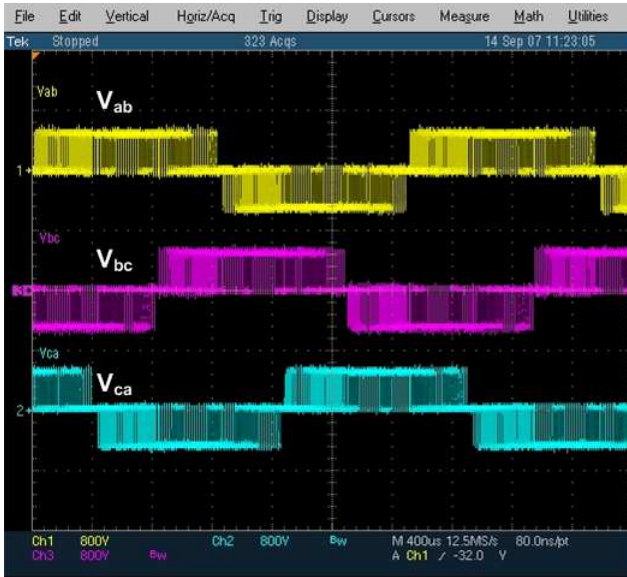 File Edit Vertical Horiz/Acq Trig Display Cursors Measure Math Utilities
Tek Stopped 323 Acqs 14 Sep 07 11:23:05
Vab
Vab
1
Vbc
Vbc
3
Vca
Vca
2
Ch1 800V Ch2 800V Bw M 400us 12.5MS/s 80.0ns/pt
Ch3 800V Bw A Ch1 / -32.0 V